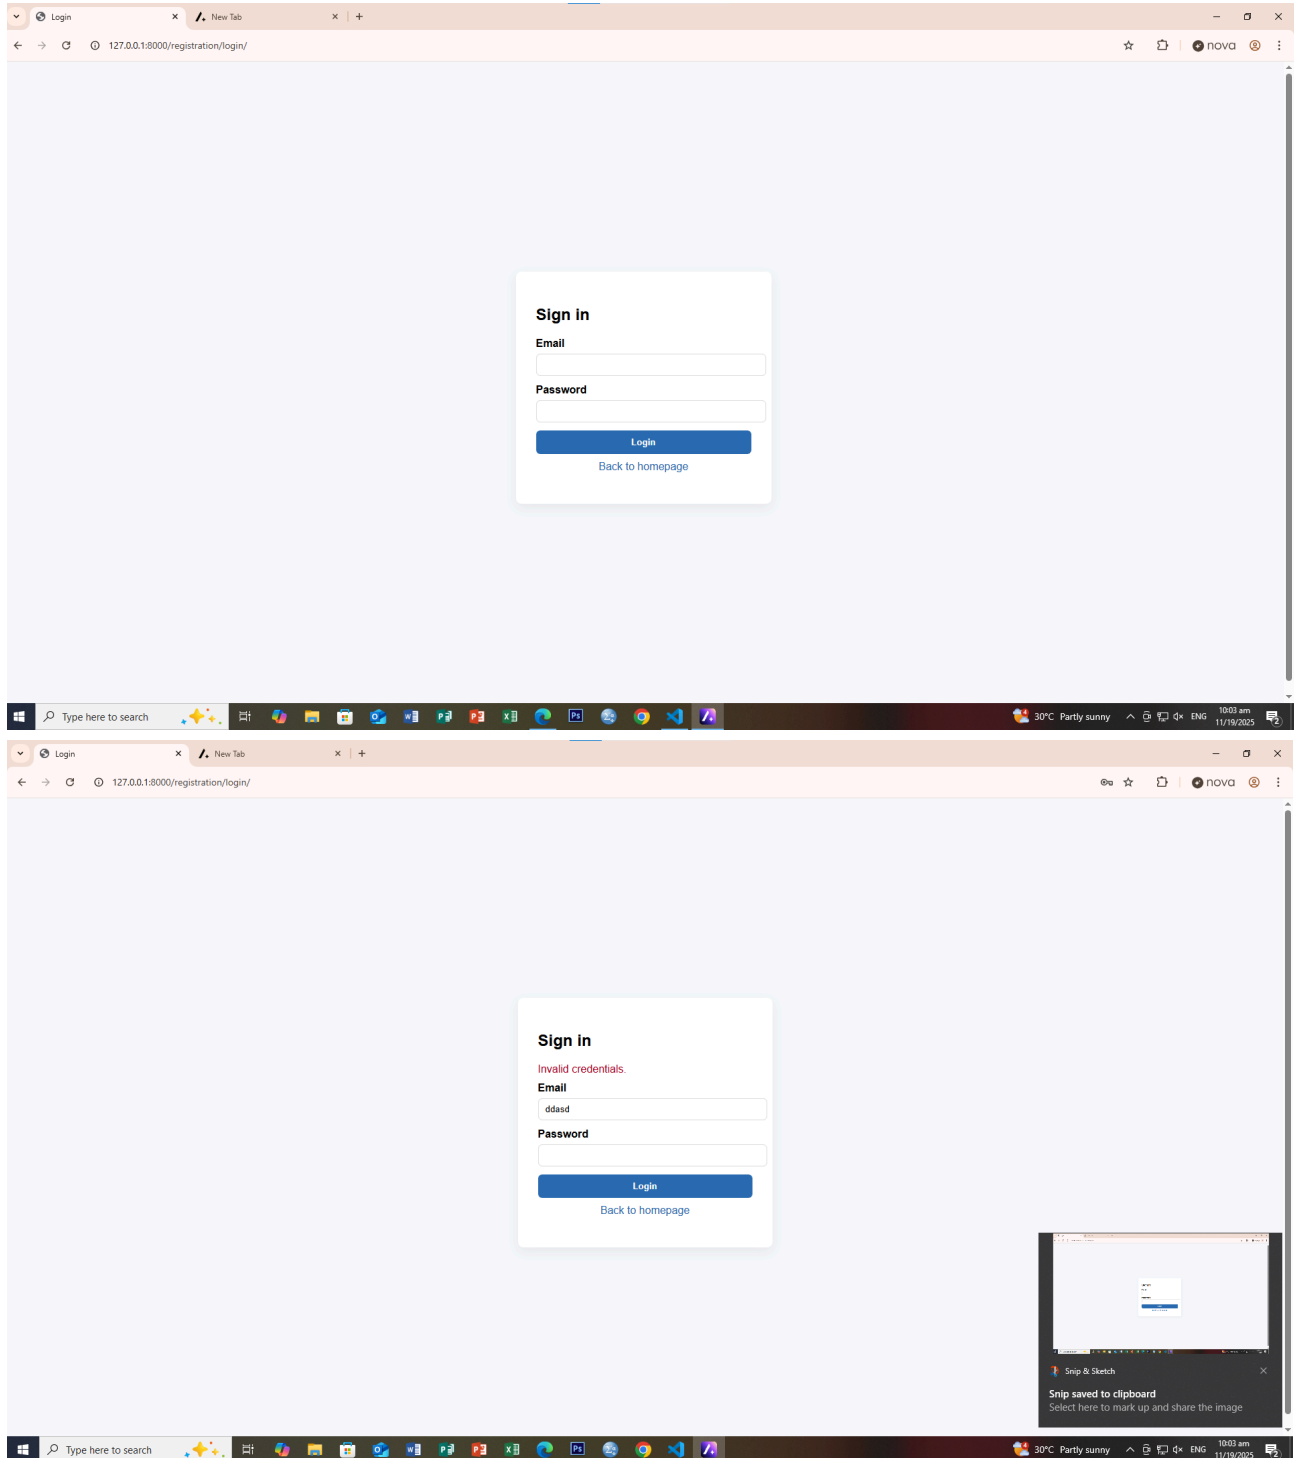 Login
New Tab
127.0.0.1:8000/registration/login/
nova
Sign in
Email
Password
Login
Back to homepage
Type here to search
30°C Partly sunny
ENG
10:03 am
11/19/2025
2
Login
New Tab
127.0.0.1:8000/registration/login/
nova
Sign in
Invalid credentials.
Email
ddasd
Password
Login
Back to homepage
Snip & Sketch
Snip saved to clipboard
Select here to mark up and share the image
Type here to search
30°C Partly sunny
ENG
10:03 am
11/19/2025
2